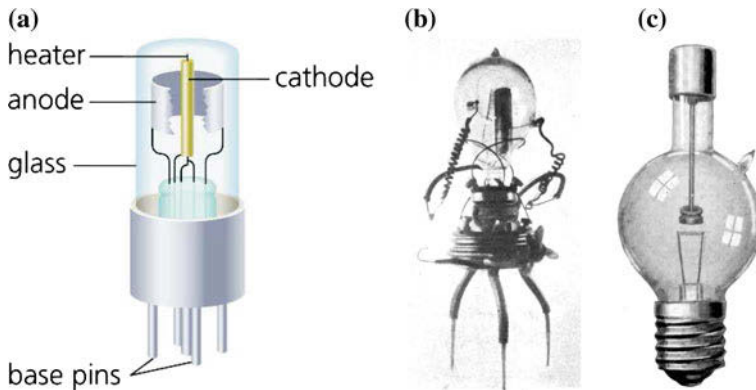 (a)
heater
cathode
anode
glass
base pins
(b)
(c)